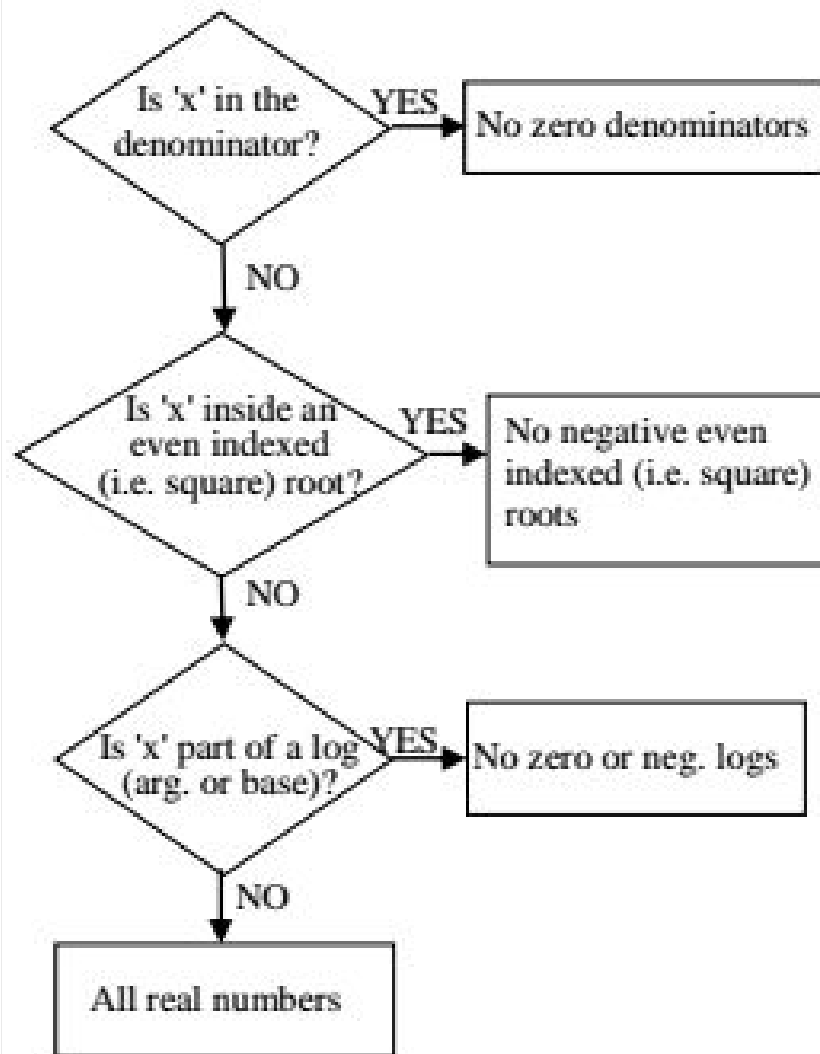 Is 'x' in the
denominator?
YES
No zero denominators
NO
Is 'x' inside an
even indexed
(i.e. square) root?
YES
No negative even
indexed (i.e. square)
roots
NO
Is 'x' part of a log
(arg. or base)?
YES
No zero or neg. logs
NO
All real numbers